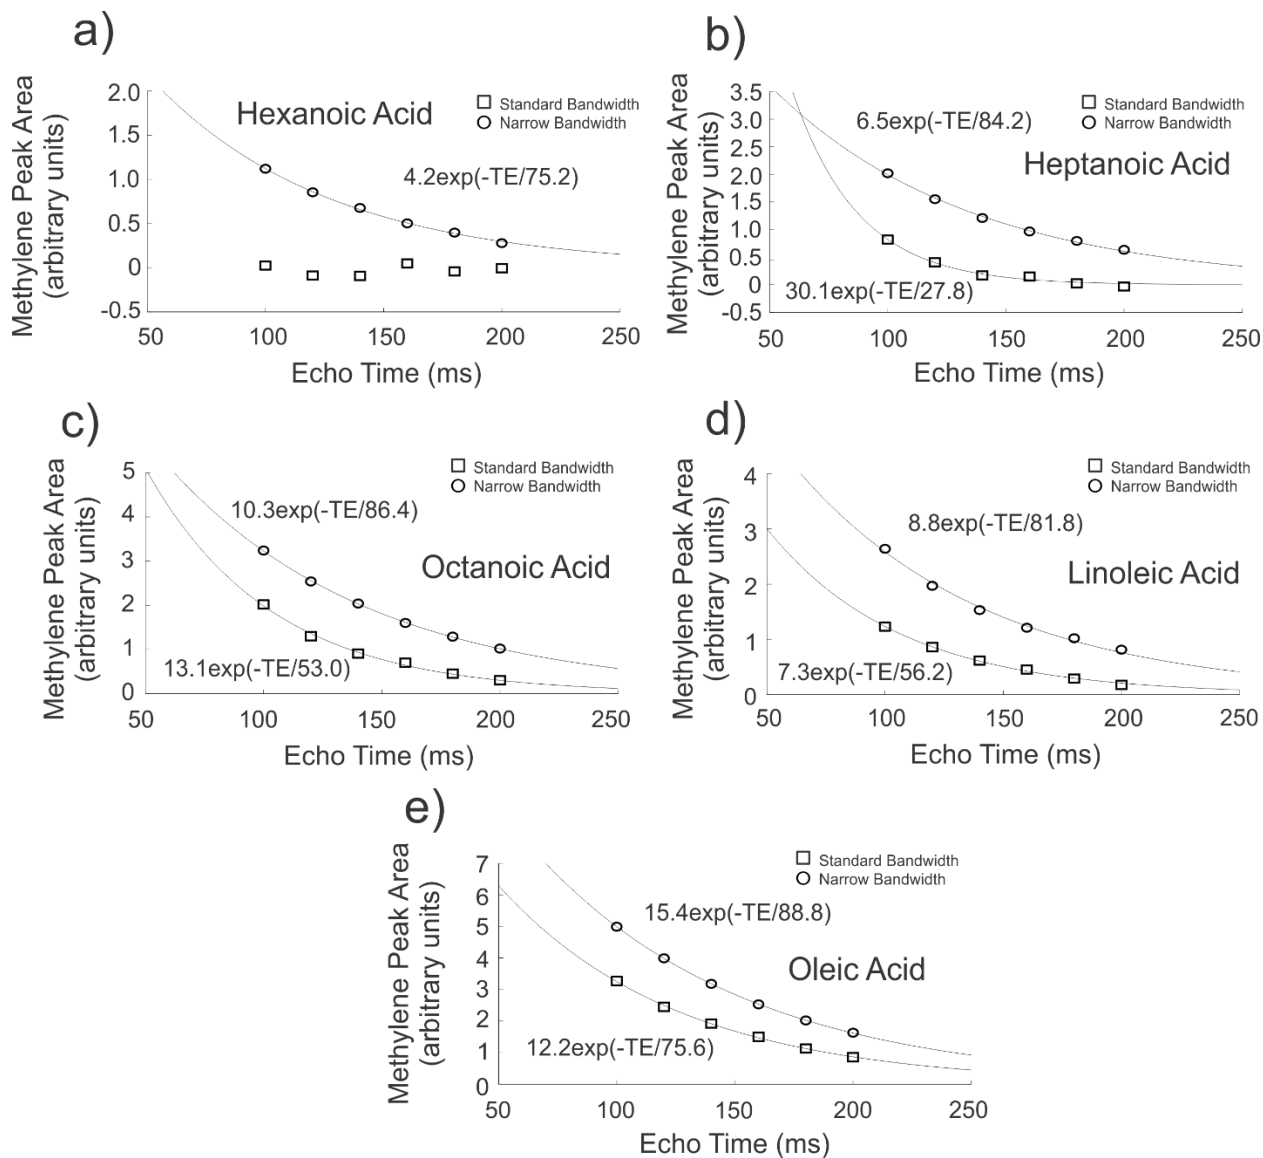 a)
Methylene Peak Area
(arbitrary units)
2.0
1.5
1.0
0.5
0
-0.5
Hexanoic Acid
Standard Bandwidth
Narrow Bandwidth
4.2exp(-TE/75.2)
50 100 150 200 250
Echo Time (ms)
b)
Methylene Peak Area
(arbitrary units)
3.5
3.0
2.5
2.0
1.5
1.0
0.5
0
-0.5
Standard Bandwidth
Narrow Bandwidth
6.5exp(-TE/84.2)
Heptanoic Acid
30.1exp(-TE/27.8)
50 100 150 200 250
Echo Time (ms)
c)
Methylene Peak Area
(arbitrary units)
5
4
3
2
1
0
Standard Bandwidth
Narrow Bandwidth
10.3exp(-TE/86.4)
Octanoic Acid
13.1exp(-TE/53.0)
50 100 150 200 250
Echo Time (ms)
d)
Methylene Peak Area
(arbitrary units)
4
3
2
1
0
Standard Bandwidth
Narrow Bandwidth
8.8exp(-TE/81.8)
Linoleic Acid
7.3exp(-TE/56.2)
50 100 150 200 250
Echo Time (ms)
e)
Methylene Peak Area
(arbitrary units)
7
6
5
4
3
2
1
0
Standard Bandwidth
Narrow Bandwidth
15.4exp(-TE/88.8)
Oleic Acid
12.2exp(-TE/75.6)
50 100 150 200 250
Echo Time (ms)